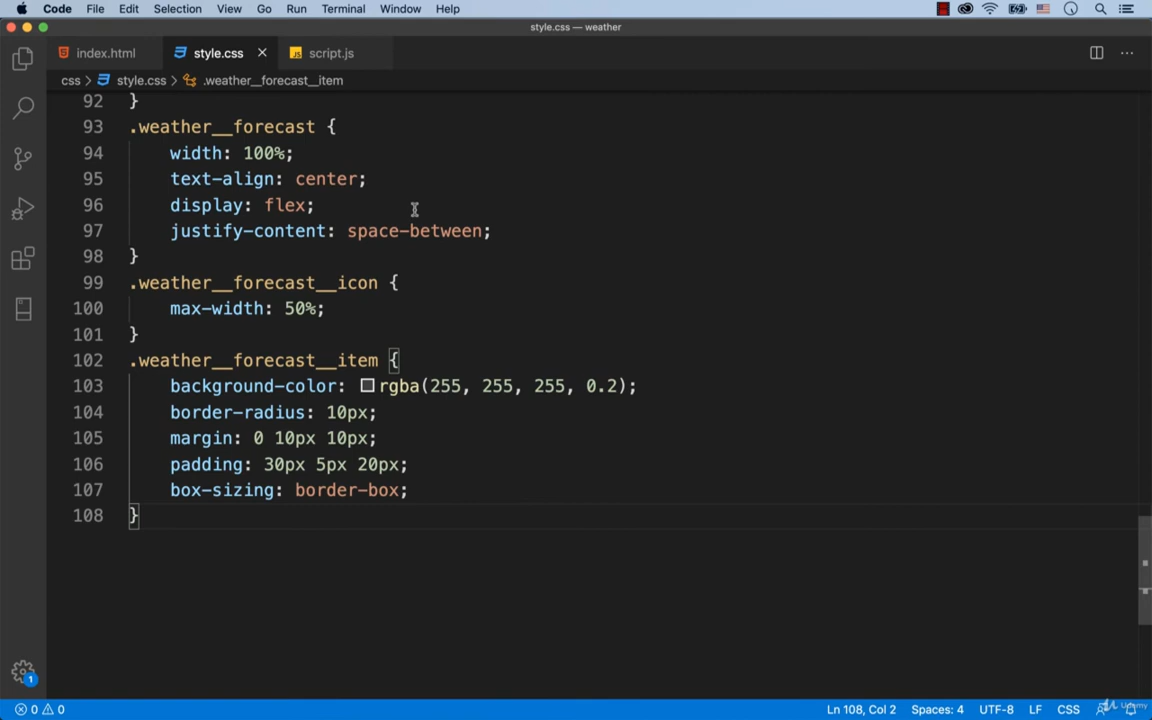 Code File Edit Selection View Go Run Terminal Window Help
style.css — weather
index.html style.css script.js
css > style.css > .weather__forecast__item
92 }
93 .weather__forecast {
94 width: 100%;
95 text-align: center;
96 display: flex;
97 justify-content: space-between;
98 }
99 .weather__forecast__icon {
100 max-width: 50%;
101 }
102 .weather__forecast__item {
103 background-color: rgba(255, 255, 255, 0.2);
104 border-radius: 10px;
105 margin: 0 10px 10px;
106 padding: 30px 5px 20px;
107 box-sizing: border-box;
108 }
1
0 0 Ln 108, Col 2 Spaces: 4 UTF-8 LF CSS Udemy